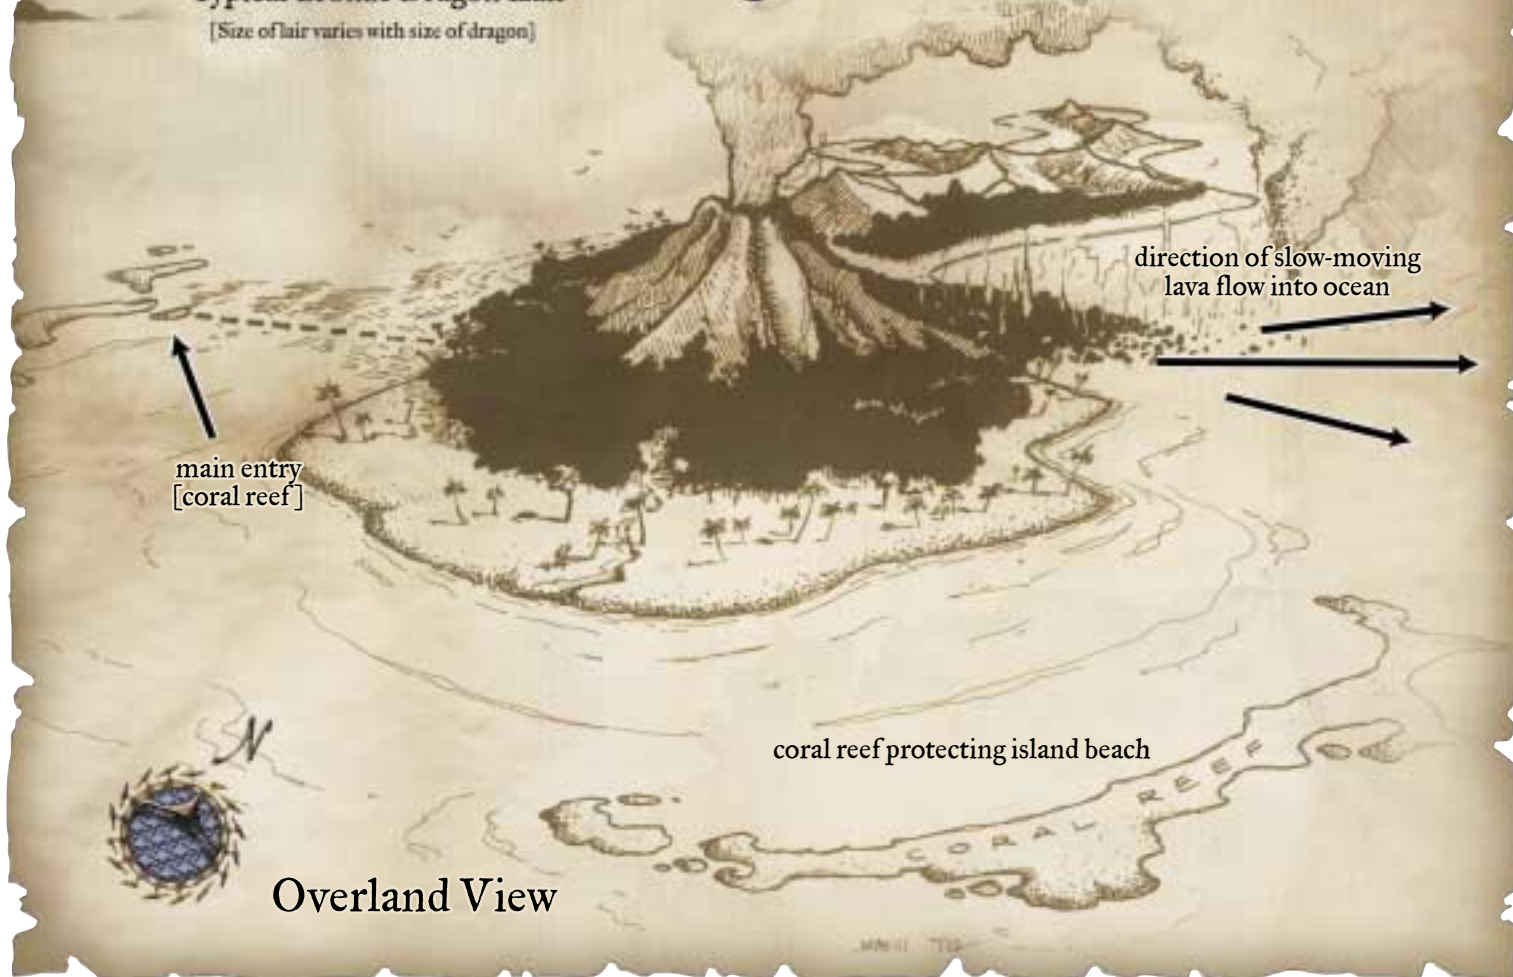 [Size of lair varies with size of dragon]
direction of slow-moving
lava flow into ocean
main entry
[coral reef]
coral reef protecting island beach
CORAL REEF
N
Overland View